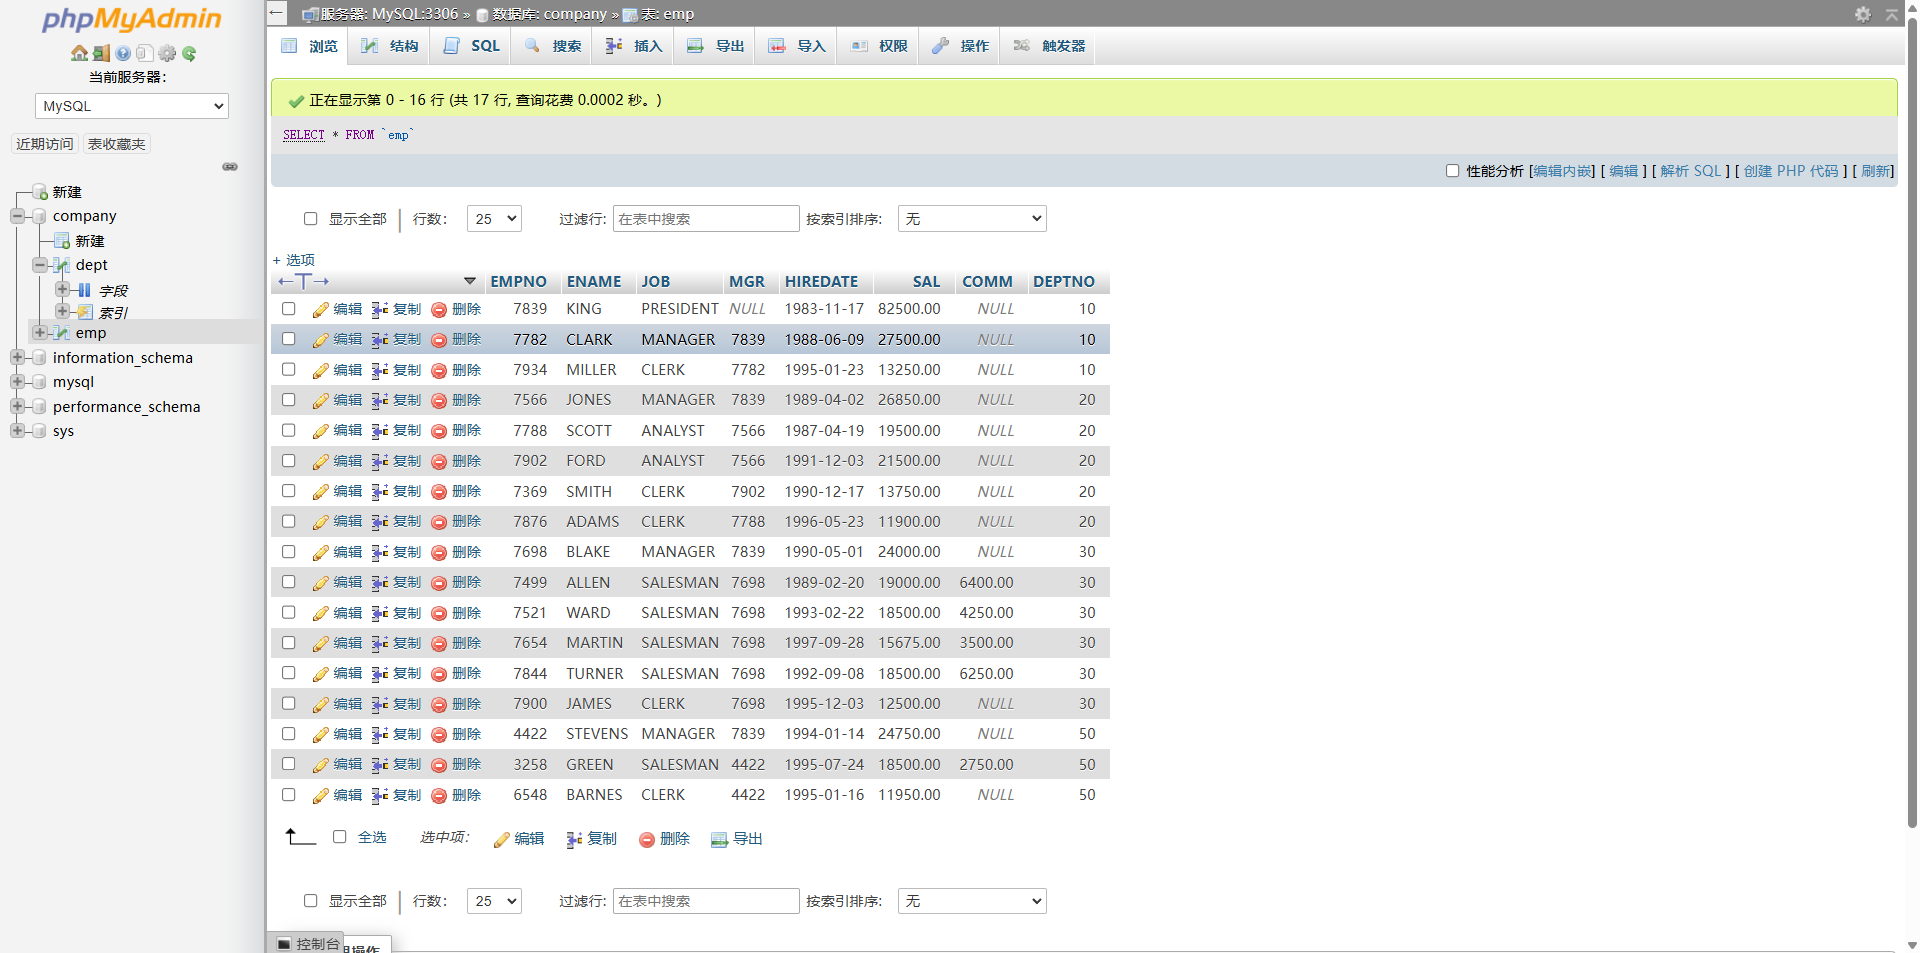 phpMyAdmin
当前服务器:
MySQL
近期访问 表收藏夹
新建
company
新建
dept
字段
索引
emp
information_schema
mysql
performance_schema
sys
服务器: MySQL:3306 » 数据库: company » 表: emp
浏览 结构 SQL 搜索 插入 导出 导入 权限 操作 触发器
正在显示第 0 - 16 行 (共 17 行, 查询花费 0.0002 秒。)
SELECT * FROM `emp`
性能分析 [编辑内嵌] [ 编辑 ] [ 解析 SQL ] [ 创建 PHP 代码 ] [ 刷新]
显示全部 行数: 25 过滤行: 在表中搜索 按索引排序: 无
+ 选项
←T→ EMPNO ENAME JOB MGR HIREDATE SAL COMM DEPTNO
编辑 复制 删除 7839 KING PRESIDENT NULL 1983-11-17 82500.00 NULL 10
编辑 复制 删除 7782 CLARK MANAGER 7839 1988-06-09 27500.00 NULL 10
编辑 复制 删除 7934 MILLER CLERK 7782 1995-01-23 13250.00 NULL 10
编辑 复制 删除 7566 JONES MANAGER 7839 1989-04-02 26850.00 NULL 20
编辑 复制 删除 7788 SCOTT ANALYST 7566 1987-04-19 19500.00 NULL 20
编辑 复制 删除 7902 FORD ANALYST 7566 1991-12-03 21500.00 NULL 20
编辑 复制 删除 7369 SMITH CLERK 7902 1990-12-17 13750.00 NULL 20
编辑 复制 删除 7876 ADAMS CLERK 7788 1996-05-23 11900.00 NULL 20
编辑 复制 删除 7698 BLAKE MANAGER 7839 1990-05-01 24000.00 NULL 30
编辑 复制 删除 7499 ALLEN SALESMAN 7698 1989-02-20 19000.00 6400.00 30
编辑 复制 删除 7521 WARD SALESMAN 7698 1993-02-22 18500.00 4250.00 30
编辑 复制 删除 7654 MARTIN SALESMAN 7698 1997-09-28 15675.00 3500.00 30
编辑 复制 删除 7844 TURNER SALESMAN 7698 1992-09-08 18500.00 6250.00 30
编辑 复制 删除 7900 JAMES CLERK 7698 1995-12-03 12500.00 NULL 30
编辑 复制 删除 4422 STEVENS MANAGER 7839 1994-01-14 24750.00 NULL 50
编辑 复制 删除 3258 GREEN SALESMAN 4422 1995-07-24 18500.00 2750.00 50
编辑 复制 删除 6548 BARNES CLERK 4422 1995-01-16 11950.00 NULL 50
全选 选中项: 编辑 复制 删除 导出
显示全部 行数: 25 过滤行: 在表中搜索 按索引排序: 无
控制台 操作